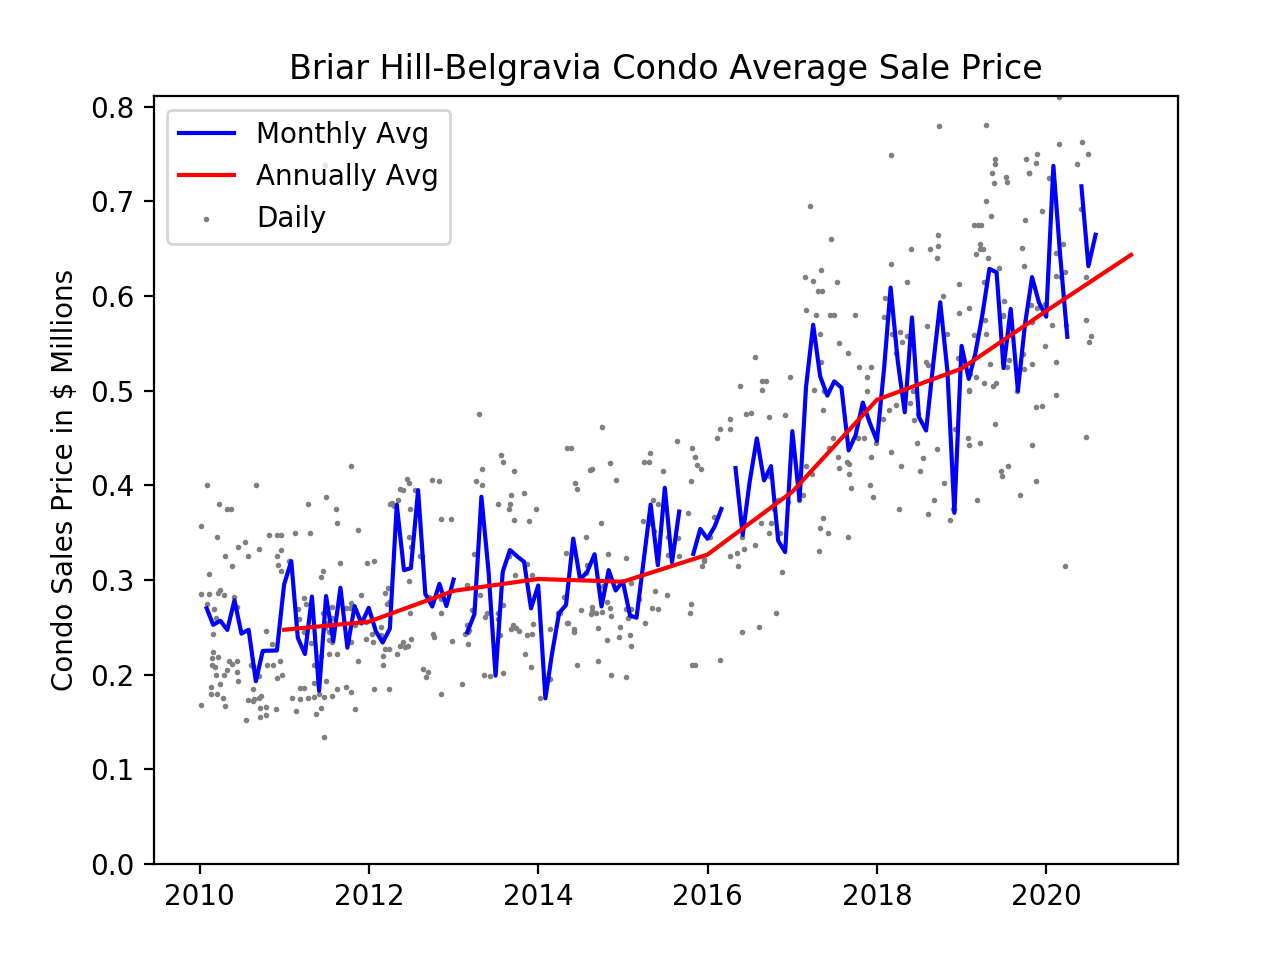 Briar Hill-Belgravia Condo Average Sale Price
Monthly Avg
Annually Avg
Daily
Condo Sales Price in $ Millions
0.8
0.7
0.6
0.5
0.4
0.3
0.2
0.1
0.0
2010 2012 2014 2016 2018 2020